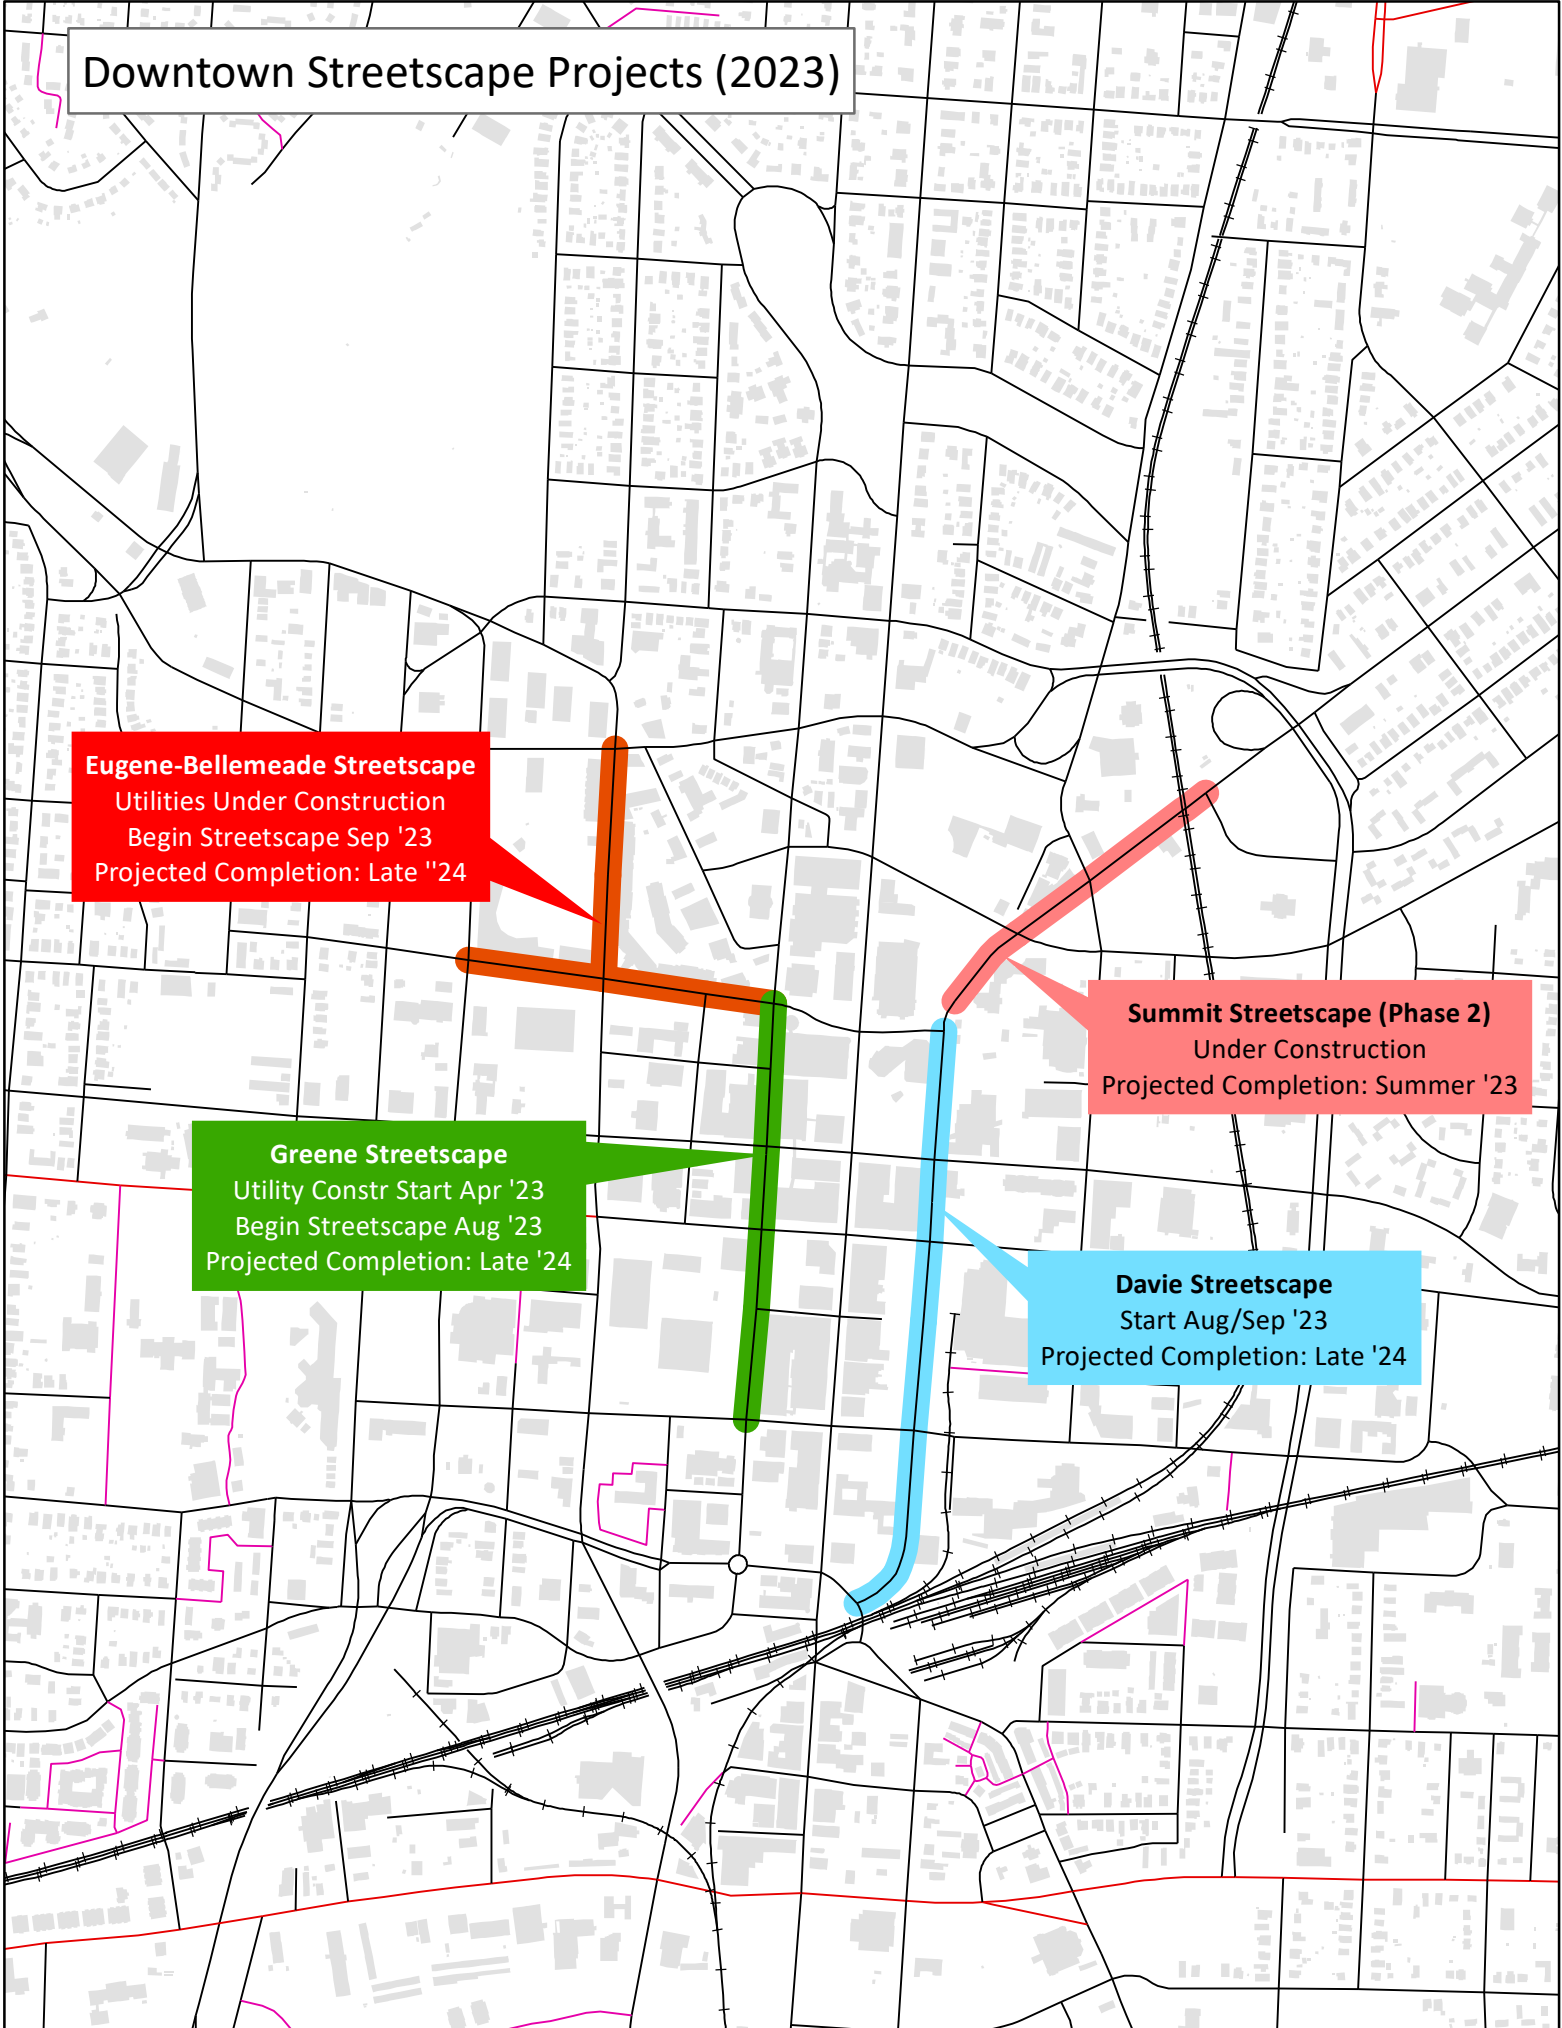 Downtown Streetscape Projects (2023)
Eugene-Bellemeade Streetscape
Utilities Under Construction
Begin Streetscape Sep '23
Projected Completion: Late ''24
Summit Streetscape (Phase 2)
Under Construction
Projected Completion: Summer '23
Greene Streetscape
Utility Constr Start Apr '23
Begin Streetscape Aug '23
Projected Completion: Late '24
Davie Streetscape
Start Aug/Sep '23
Projected Completion: Late '24